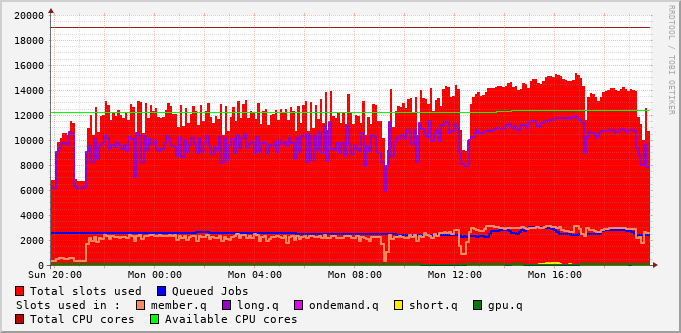 20000
18000
16000
14000
12000
10000
8000
6000
4000
2000
0
Sun 20:00 Mon 00:00 Mon 04:00 Mon 08:00 Mon 12:00 Mon 16:00
Total slots used Queued Jobs
Slots used in : member.q long.q ondemand.q short.q gpu.q
Total CPU cores Available CPU cores
RRDTOOL / TOBI OETIKER